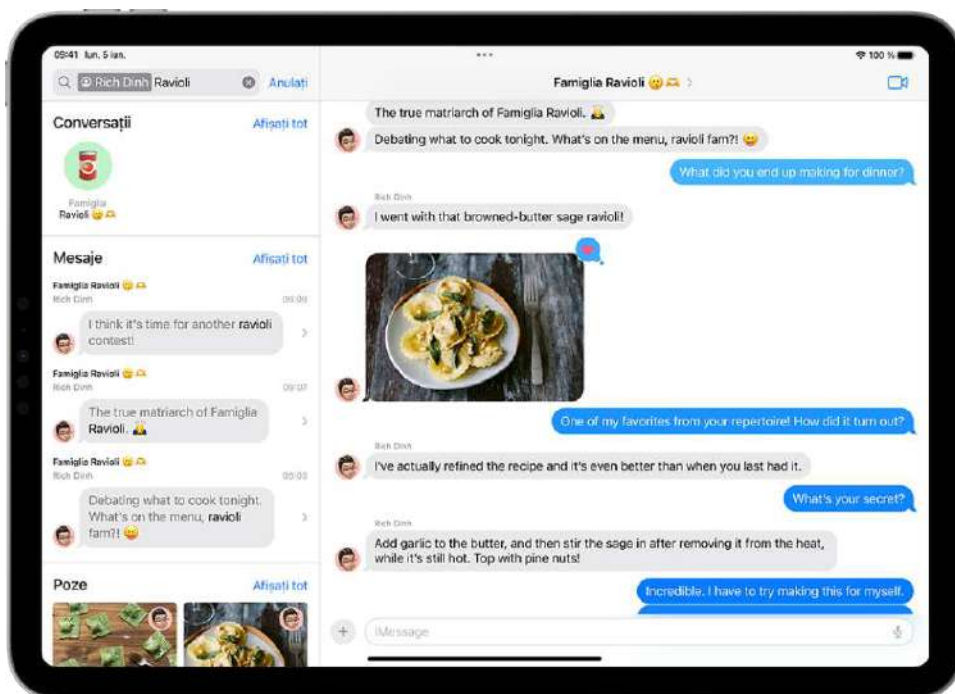 09:41 lun. 5 ian.
100 %
Rich Dinh Ravioli
Anulați
Conversații
Afișați tot
Famiglia
Ravioli
Mesaje
Afișați tot
Famiglia Ravioli
Rich Dinh
09:09
I think it's time for another ravioli
contest!
Famiglia Ravioli
Rich Dinh
09:07
The true matriarch of Famiglia
Ravioli.
Famiglia Ravioli
Rich Dinh
Debating what to cook tonight.
What's on the menu, ravioli
fam?!
Poze
Afișați tot
Famiglia Ravioli
The true matriarch of Famiglia Ravioli.
Debating what to cook tonight. What's on the menu, ravioli fam?!
What did you end up making for dinner?
Rich Dinh
I went with that browned-butter sage ravioli!
One of my favorites from your repertoire! How did it turn out?
Rich Dinh
I've actually refined the recipe and it's even better than when you last had it.
What's your secret?
Rich Dinh
Add garlic to the butter, and then stir the sage in after removing it from the heat,
while it's still hot. Top with pine nuts!
Incredible. I have to try making this for myself.
iMessage